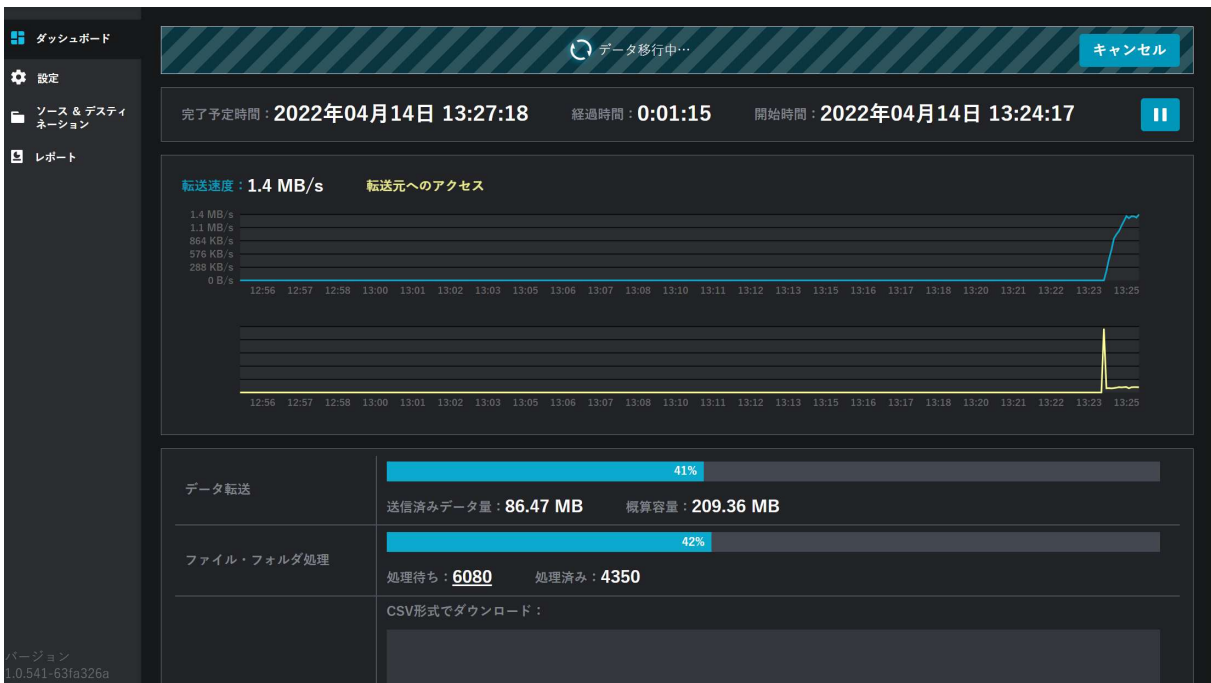 ダッシュボード
設定
ソース & デスティ
ネーション
レポート
データ移行中…
キャンセル
完了予定時間：2022年04月14日 13:27:18 経過時間：0:01:15 開始時間：2022年04月14日 13:24:17
転送速度：1.4 MB/s 転送元へのアクセス
1.4 MB/s
1.1 MB/s
864 KB/s
576 KB/s
288 KB/s
0 B/s
12:56 12:57 12:58 13:00 13:01 13:02 13:03 13:05 13:06 13:07 13:08 13:10 13:11 13:12 13:13 13:15 13:16 13:17 13:18 13:20 13:21 13:22 13:23 13:25
12:56 12:57 12:58 13:00 13:01 13:02 13:03 13:05 13:06 13:07 13:08 13:10 13:11 13:12 13:13 13:15 13:16 13:17 13:18 13:20 13:21 13:22 13:23 13:25
データ転送
41%
送信済みデータ量：86.47 MB 概算容量：209.36 MB
ファイル・フォルダ処理
42%
処理待ち：6080 処理済み：4350
CSV形式でダウンロード：
バージョン
1.0.541-63fa326a